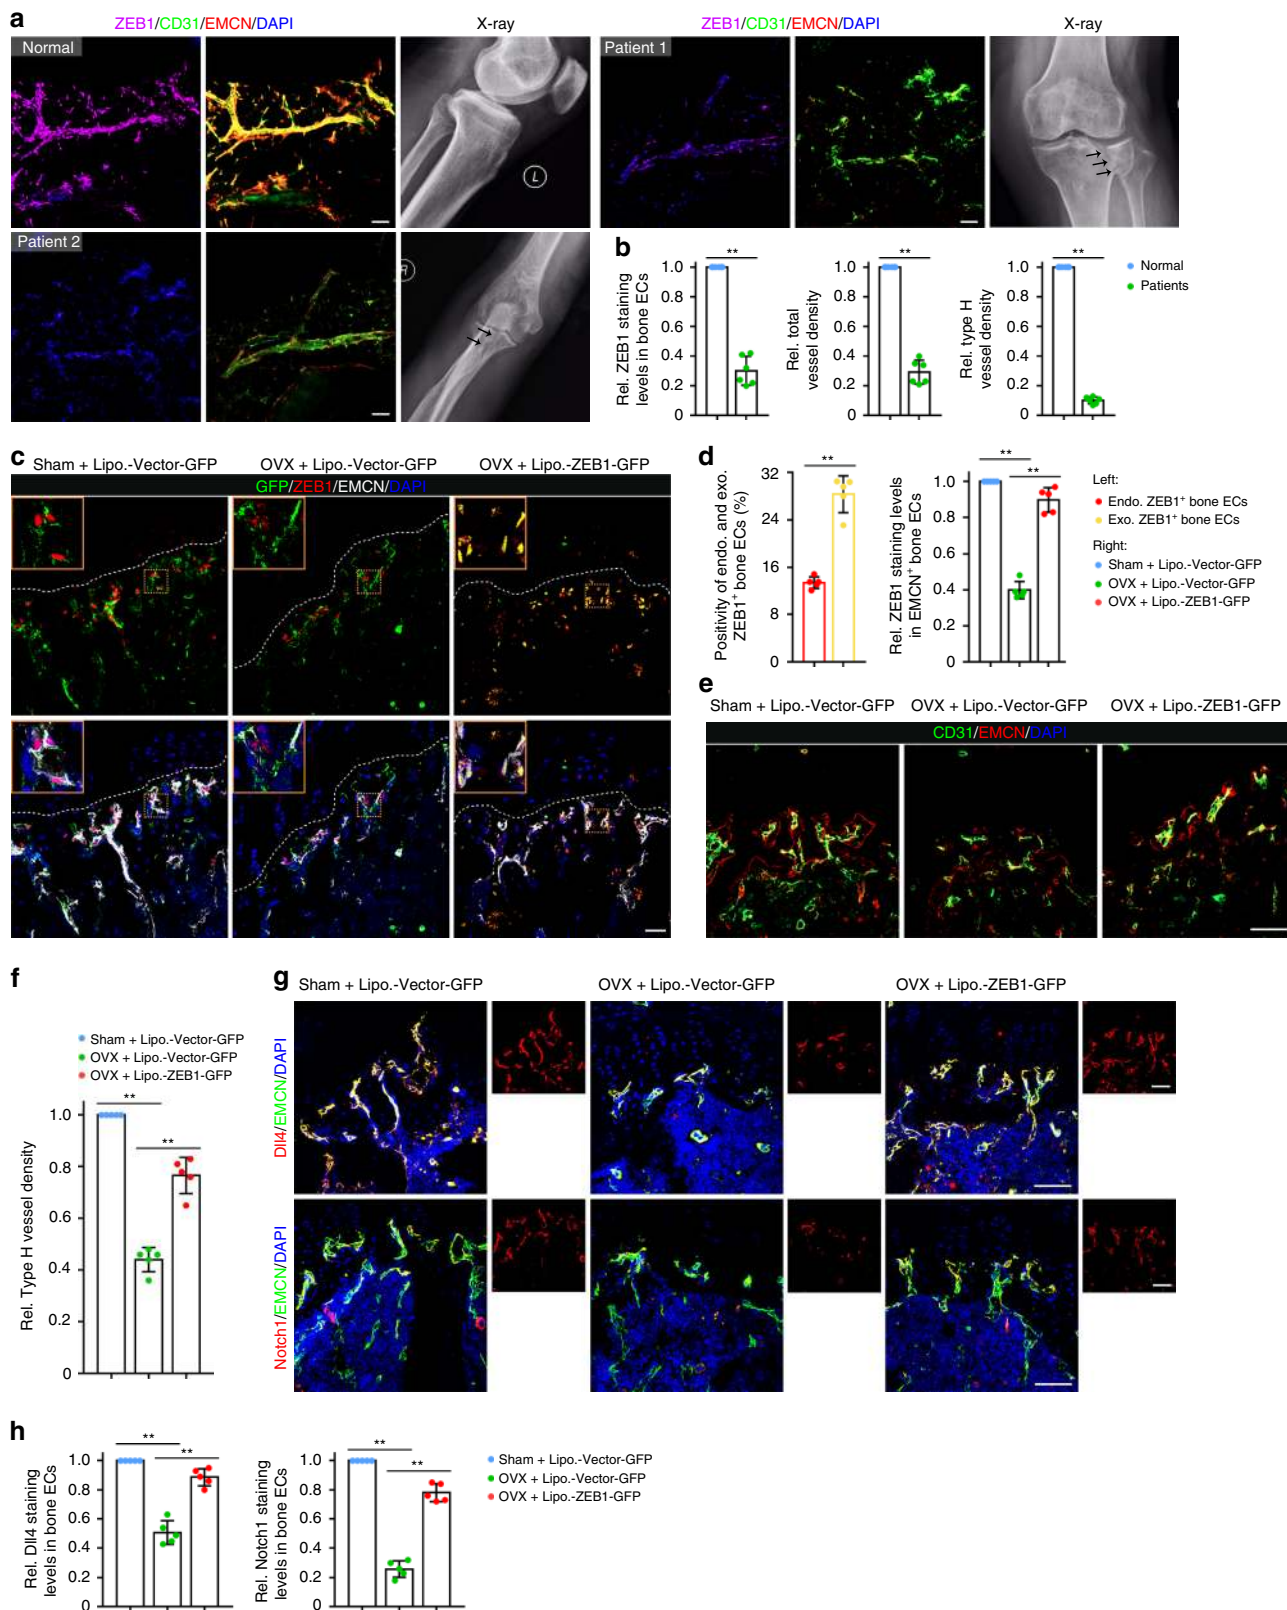 a
ZEB1/CD31/EMCN/DAPI
X-ray
ZEB1/CD31/EMCN/DAPI
X-ray
Normal
Patient 1
L
Patient 2
b
Rel. ZEB1 staining
levels in bone ECs
1.0
0.8
0.6
0.4
0.2
0
**
Rel. total
vessel density
1.0
0.8
0.6
0.4
0.2
0
**
Rel. type H
vessel density
1.0
0.8
0.6
0.4
0.2
0
**
Normal
Patients
c
Sham + Lipo.-Vector-GFP
OVX + Lipo.-Vector-GFP
OVX + Lipo.-ZEB1-GFP
GFP/ZEB1/EMCN/DAPI
d
Positivity of endo. and exo.
ZEB1⁺ bone ECs (%)
32
24
16
8
0
**
Rel. ZEB1 staining levels
in EMCN⁺ bone ECs
1.0
0.8
0.6
0.4
0.2
0
**
**
Left:
Endo. ZEB1⁺ bone ECs
Exo. ZEB1⁺ bone ECs
Right:
Sham + Lipo.-Vector-GFP
OVX + Lipo.-Vector-GFP
OVX + Lipo.-ZEB1-GFP
e
Sham + Lipo.-Vector-GFP
OVX + Lipo.-Vector-GFP
OVX + Lipo.-ZEB1-GFP
CD31/EMCN/DAPI
f
Sham + Lipo.-Vector-GFP
OVX + Lipo.-Vector-GFP
OVX + Lipo.-ZEB1-GFP
Rel. Type H vessel density
1.0
0.8
0.6
0.4
0.2
0
**
**
g
Sham + Lipo.-Vector-GFP
OVX + Lipo.-Vector-GFP
OVX + Lipo.-ZEB1-GFP
Dll4/EMCN/DAPI
Notch1/EMCN/DAPI
h
Rel. Dll4 staining
levels in bone ECs
1.0
0.8
0.6
0.4
0.2
0
**
**
Rel. Notch1 staining
levels in bone ECs
1.0
0.8
0.6
0.4
0.2
0
**
**
Sham + Lipo.-Vector-GFP
OVX + Lipo.-Vector-GFP
OVX + Lipo.-ZEB1-GFP